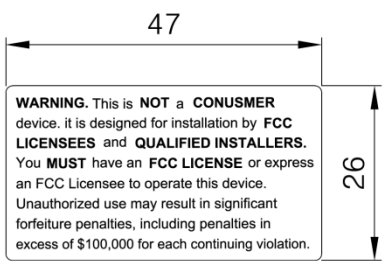 47
WARNING. This is NOT a CONUSMER
device. it is designed for installation by FCC
LICENSEES and QUALIFIED INSTALLERS.
You MUST have an FCC LICENSE or express
an FCC Licensee to operate this device.
Unauthorized use may result in significant
forfeiture penalties, including penalties in
excess of $100,000 for each continuing violation.
26